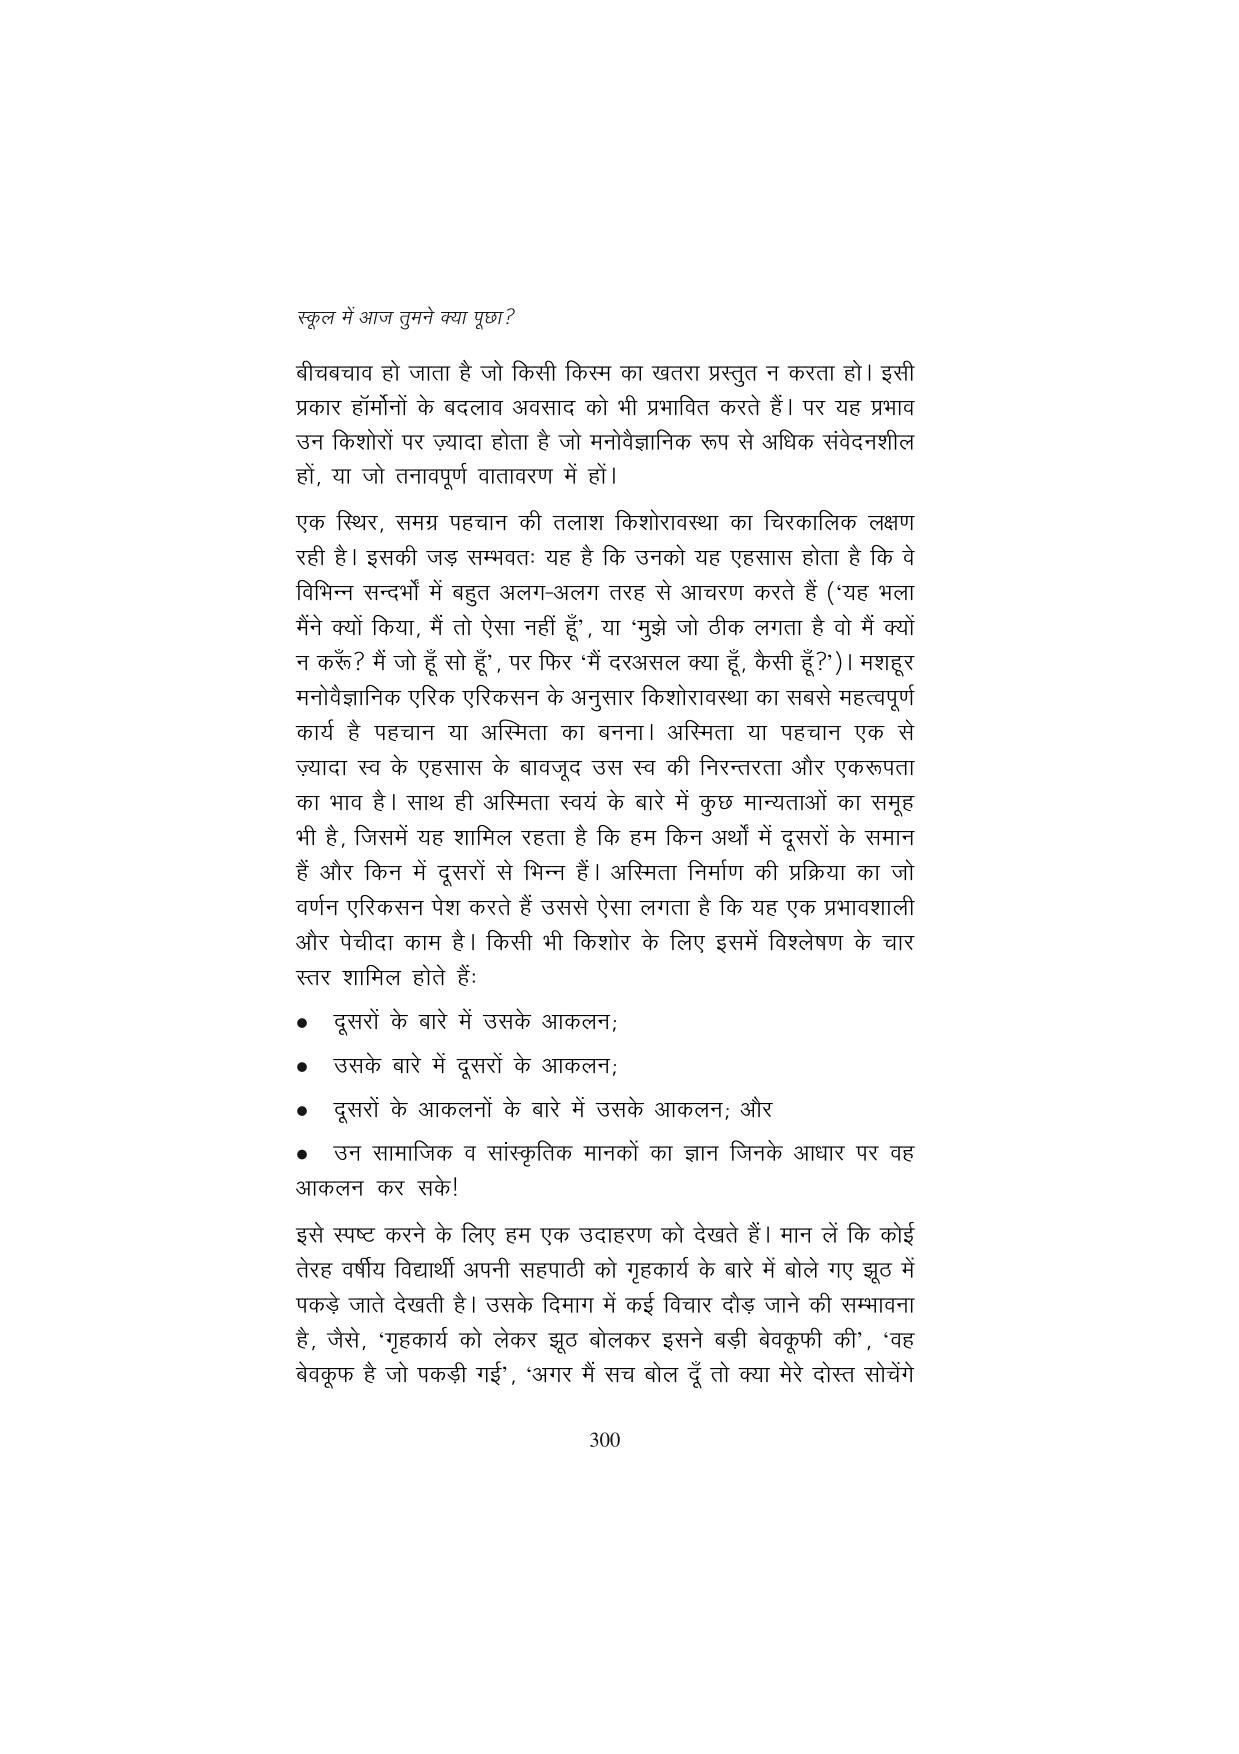 स्कूल में आज तुमने क्या पूछा?
बीचबचाव हो जाता है जो किसी किस्म का खतरा प्रस्तुत न करता हो। इसी
प्रकार हॉर्मोनों के बदलाव अवसाद को भी प्रभावित करते हैं। पर यह प्रभाव
उन किशोरों पर ज़्यादा होता है जो मनोवैज्ञानिक रूप से अधिक संवेदनशील
हों, या जो तनावपूर्ण वातावरण में हों।
एक स्थिर, समग्र पहचान की तलाश किशोरावस्था का चिरकालिक लक्षण
रही है। इसकी जड़ सम्भवतः यह है कि उनको यह एहसास होता है कि वे
विभिन्न सन्दर्भों में बहुत अलग-अलग तरह से आचरण करते हैं (‘यह भला
मैंने क्यों किया, मैं तो ऐसा नहीं हूँ’, या ‘मुझे जो ठीक लगता है वो मैं क्यों
न करूँ? मैं जो हूँ सो हूँ’, पर फिर ‘मैं दरअसल क्या हूँ, कैसी हूँ?’)। मशहूर
मनोवैज्ञानिक एरिक एरिकसन के अनुसार किशोरावस्था का सबसे महत्वपूर्ण
कार्य है पहचान या अस्मिता का बनना। अस्मिता या पहचान एक से
ज़्यादा स्व के एहसास के बावजूद उस स्व की निरन्तरता और एकरूपता
का भाव है। साथ ही अस्मिता स्वयं के बारे में कुछ मान्यताओं का समूह
भी है, जिसमें यह शामिल रहता है कि हम किन अर्थों में दूसरों के समान
हैं और किन में दूसरों से भिन्न हैं। अस्मिता निर्माण की प्रक्रिया का जो
वर्णन एरिकसन पेश करते हैं उससे ऐसा लगता है कि यह एक प्रभावशाली
और पेचीदा काम है। किसी भी किशोर के लिए इसमें विश्लेषण के चार
स्तर शामिल होते हैंः
● दूसरों के बारे में उसके आकलन;
● उसके बारे में दूसरों के आकलन;
● दूसरों के आकलनों के बारे में उसके आकलन; और
● उन सामाजिक व सांस्कृतिक मानकों का ज्ञान जिनके आधार पर वह
आकलन कर सके!
इसे स्पष्ट करने के लिए हम एक उदाहरण को देखते हैं। मान लें कि कोई
तेरह वर्षीय विद्यार्थी अपनी सहपाठी को गृहकार्य के बारे में बोले गए झूठ में
पकड़े जाते देखती है। उसके दिमाग में कई विचार दौड़ जाने की सम्भावना
है, जैसे, ‘गृहकार्य को लेकर झूठ बोलकर इसने बड़ी बेवकूफी की’, ‘वह
बेवकूफ है जो पकड़ी गई’, ‘अगर मैं सच बोल दूँ तो क्या मेरे दोस्त सोचेंगे
300